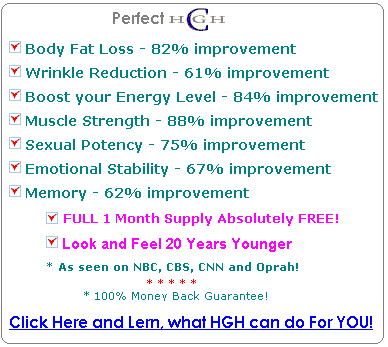 Perfect HGH
Body Fat Loss - 82% improvement
Wrinkle Reduction - 61% improvement
Boost your Energy Level - 84% improvement
Muscle Strength - 88% improvement
Sexual Potency - 75% improvement
Emotional Stability - 67% improvement
Memory - 62% improvement
FULL 1 Month Supply Absolutely FREE!
Look and Feel 20 Years Younger
* As seen on NBC, CBS, CNN and Oprah!
* * * * *
* 100% Money Back Guarantee!
Click Here and Lern, what HGH can do For YOU!